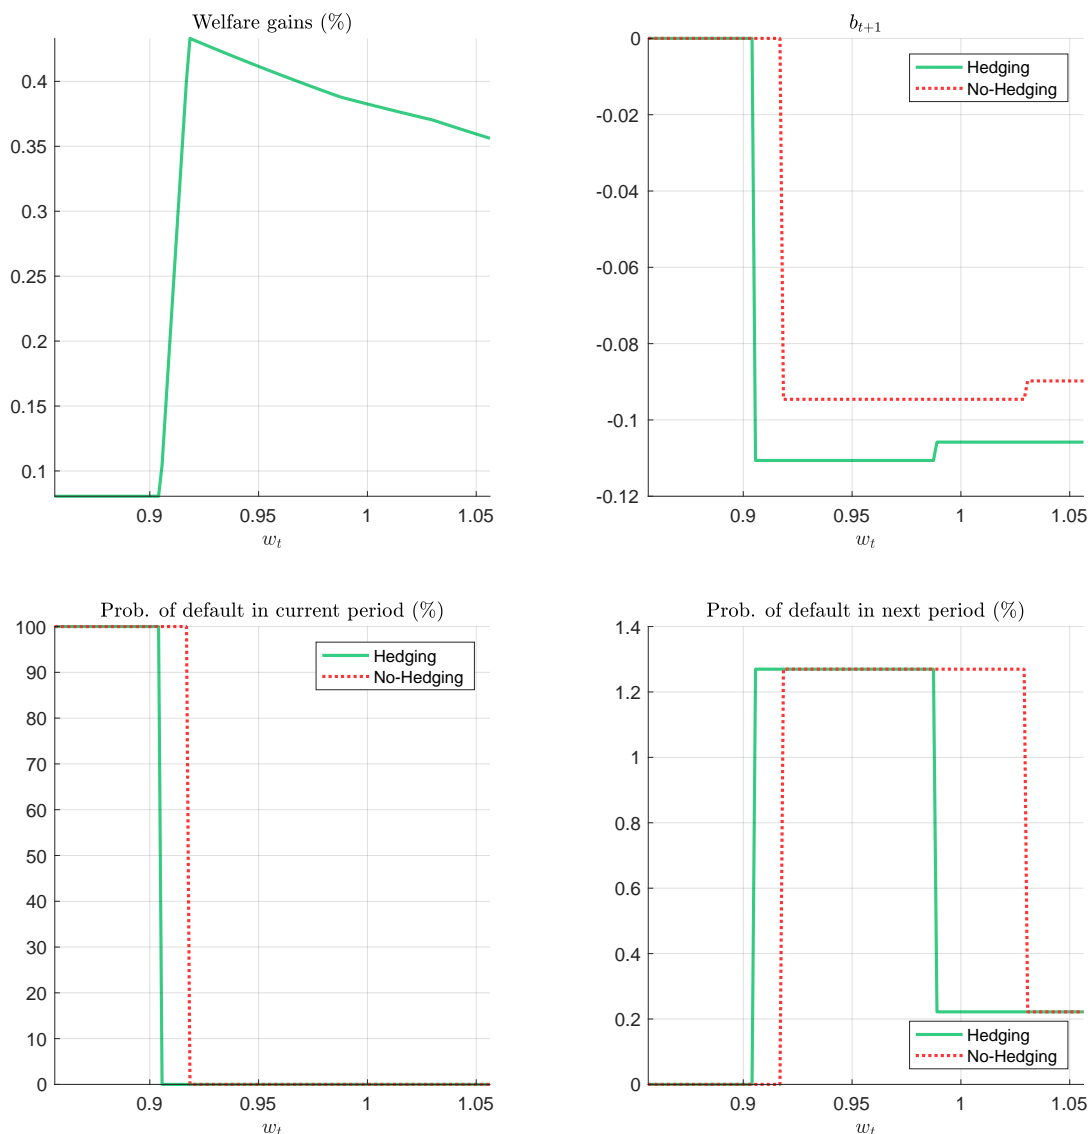 Welfare gains (%)
0.4
0.35
0.3
0.25
0.2
0.15
0.1
0.9 0.95 1 1.05
w_t
b_{t+1}
0
-0.02
-0.04
-0.06
-0.08
-0.1
-0.12
Hedging
No-Hedging
0.9 0.95 1 1.05
w_t
Prob. of default in current period (%)
100
90
80
70
60
50
40
30
20
10
0
Hedging
No-Hedging
0.9 0.95 1 1.05
w_t
Prob. of default in next period (%)
1.4
1.2
1
0.8
0.6
0.4
0.2
0
Hedging
No-Hedging
0.9 0.95 1 1.05
w_t